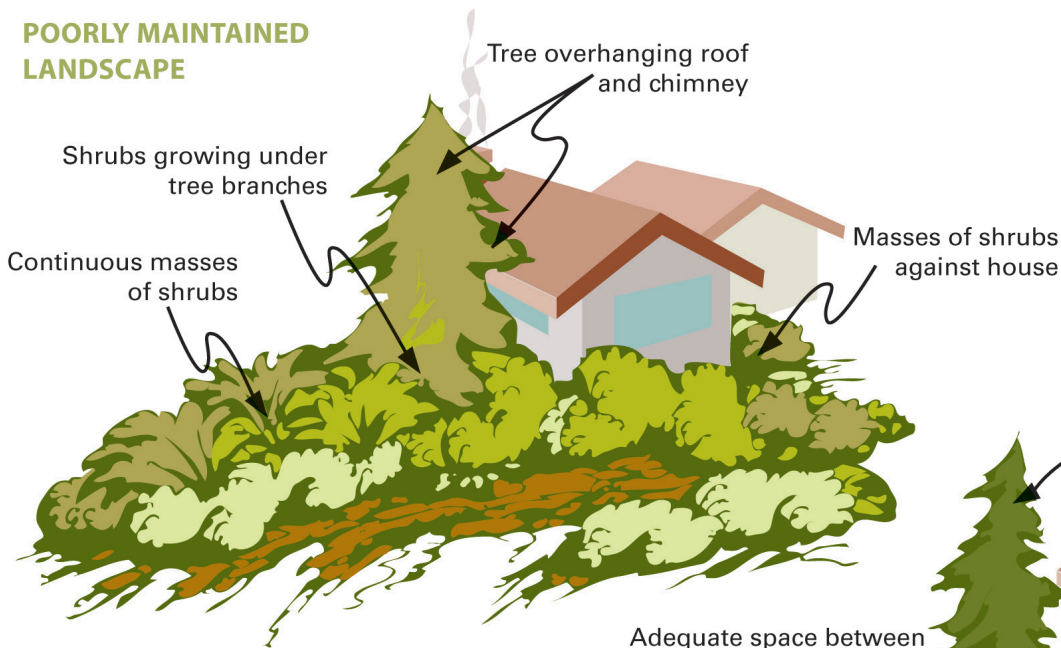 POORLY MAINTAINED
LANDSCAPE
Tree overhanging roof
and chimney
Shrubs growing under
tree branches
Continuous masses
of shrubs
Masses of shrubs
against house
Adequate space between